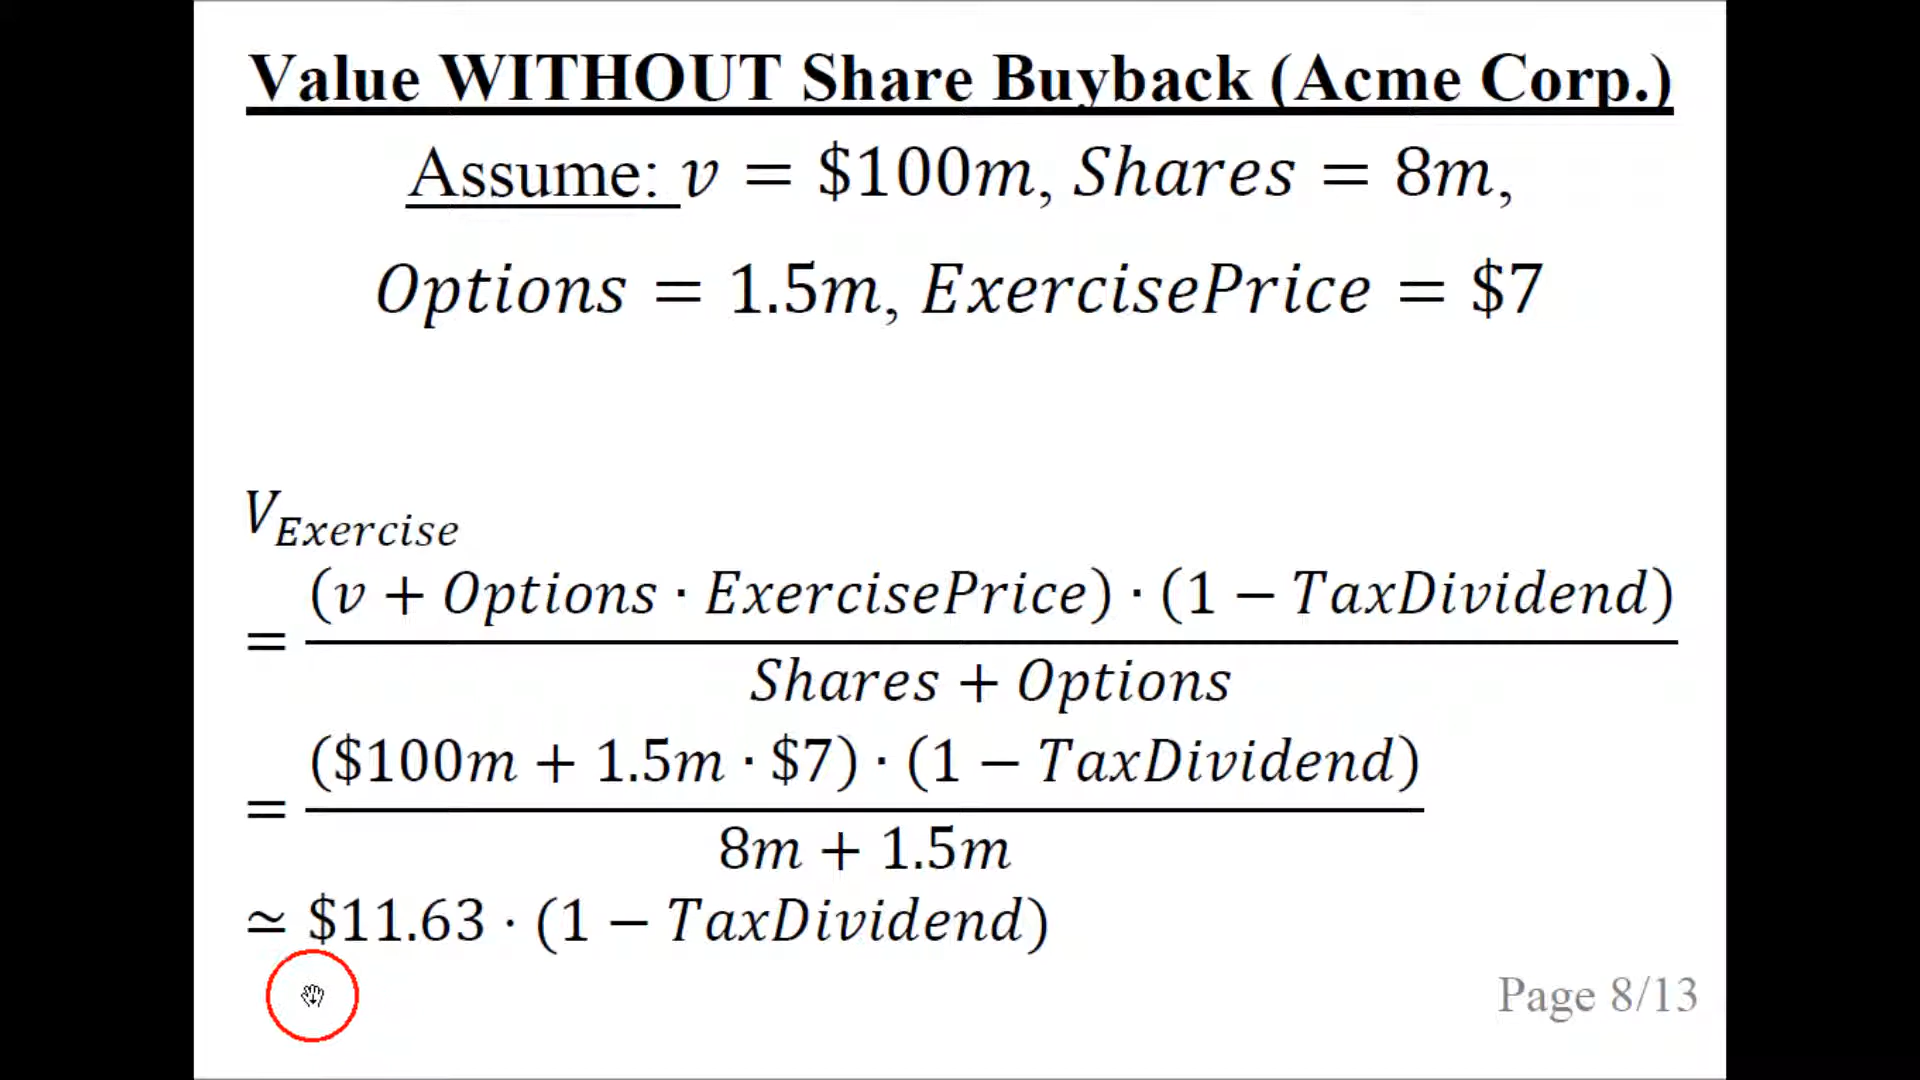 Value WITHOUT Share Buyback (Acme Corp.)
Assume: v = $100m, Shares = 8m,
Options = 1.5m, ExercisePrice = $7
V_Exercise
= (v + Options · ExercisePrice) · (1 − TaxDividend) / Shares + Options
= ($100m + 1.5m · $7) · (1 − TaxDividend) / 8m + 1.5m
≃ $11.63 · (1 − TaxDividend)
Page 8/13